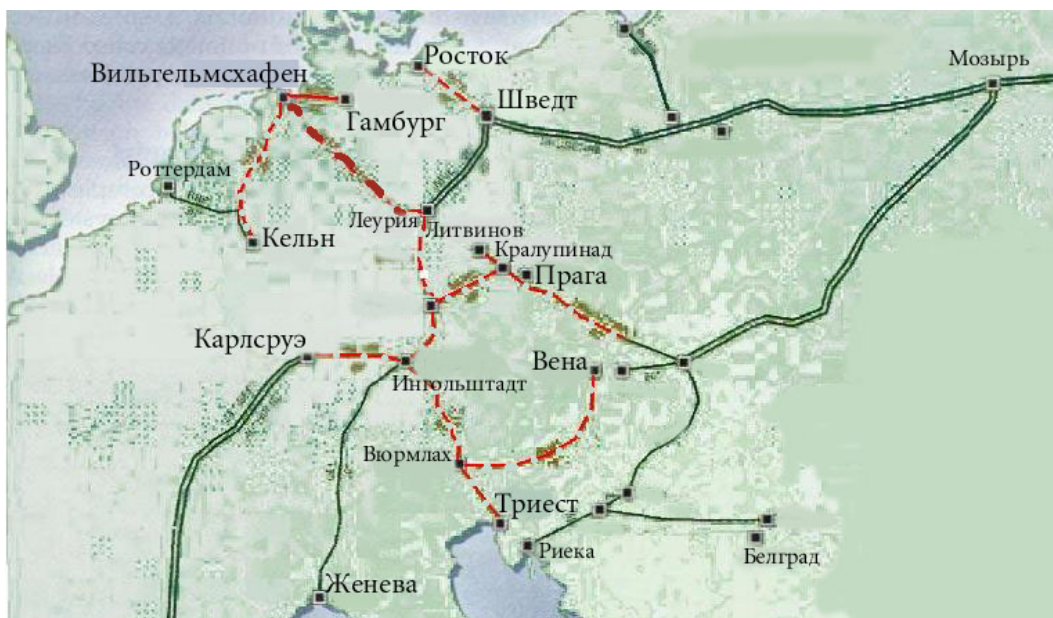 Росток
Мозырь
Вильгельмсхафен
Шведт
Гамбург
Роттердам
Леурия
Литвинов
Кельн
Кралупинад
Прага
Карлсруэ
Вена
Ингольштадт
Вюрмлах
Триест
Риека
Белград
Женева